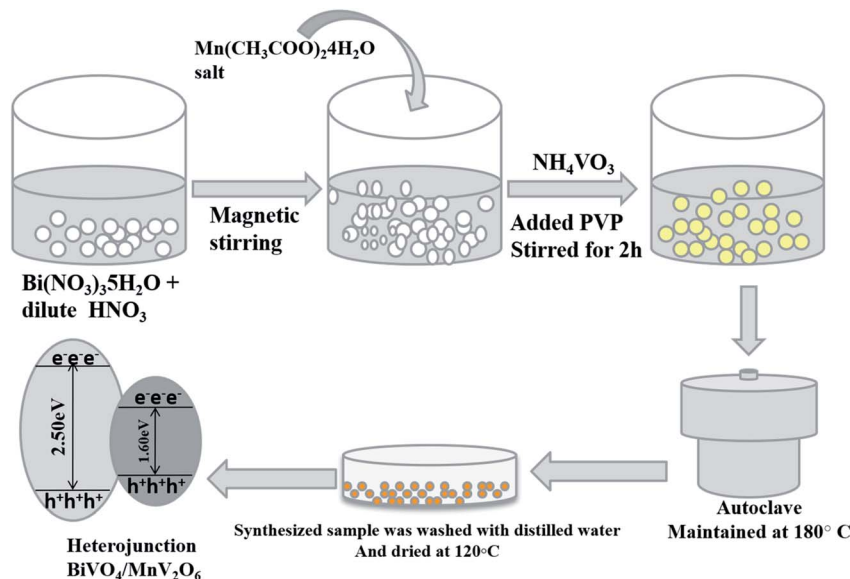 Mn(CH₃COO)₂4H₂O
salt
Magnetic
stirring
NH₄VO₃
Added PVP
Stirred for 2h
Bi(NO₃)₃5H₂O +
dilute HNO₃
e⁻e⁻e⁻
2.50eV
h⁺h⁺h⁺
e⁻e⁻e⁻
1.60eV
h⁺h⁺h⁺
Heterojunction
BiVO₄/MnV₂O₆
Synthesized sample was washed with distilled water
And dried at 120∘C
Autoclave
Maintained at 180° C